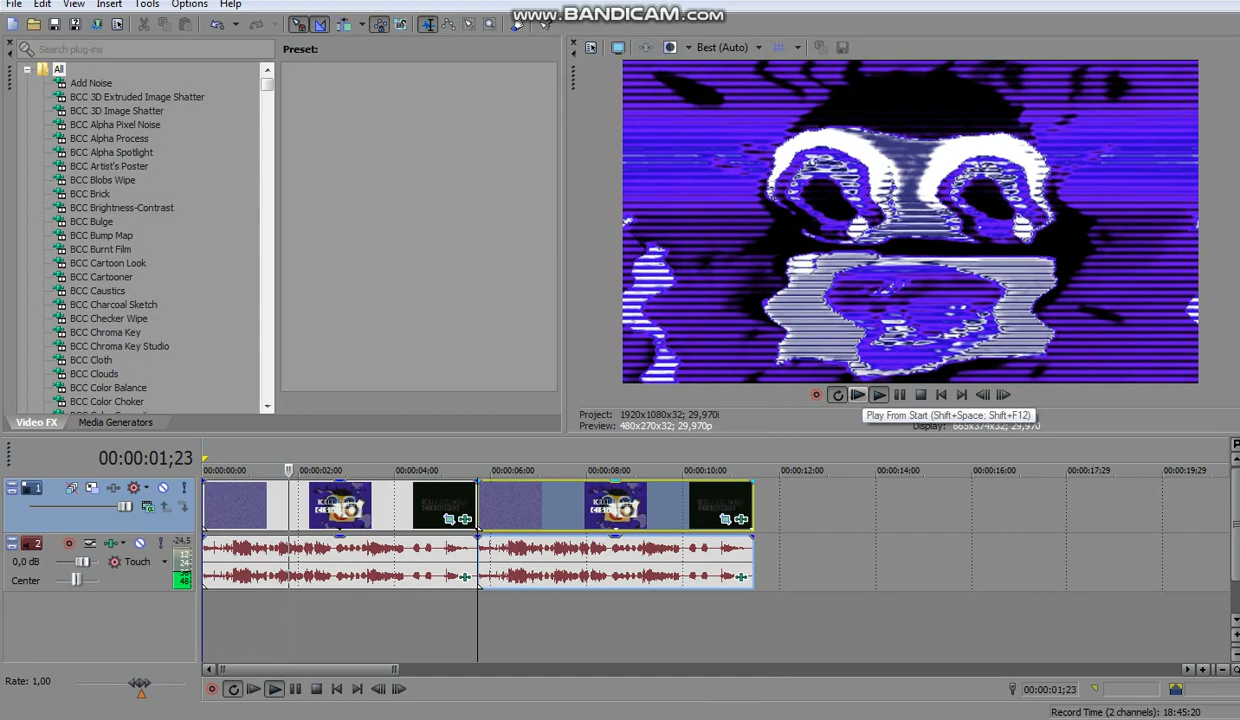 File Edit View Insert Tools Options Help
www.BANDICAM.com
Search plug-ins
Preset:
Best (Auto)
All
Add Noise
BCC 3D Extruded Image Shatter
BCC 3D Image Shatter
BCC Alpha Pixel Noise
BCC Alpha Process
BCC Alpha Spotlight
BCC Artist's Poster
BCC Blobs Wipe
BCC Brick
BCC Brightness-Contrast
BCC Bulge
BCC Bump Map
BCC Burnt Film
BCC Cartoon Look
BCC Cartooner
BCC Caustics
BCC Charcoal Sketch
BCC Checker Wipe
BCC Chroma Key
BCC Chroma Key Studio
BCC Cloth
BCC Clouds
BCC Color Balance
BCC Color Choker
Video FX Media Generators
Play From Start (Shift+Space; Shift+F12)
Project: 1920x1080x32; 29,970i
Preview: 480x270x32; 29,970p
Display: 665x374x32; 29,970
00:00:01;23
00:00:00;00 00:00:02;00 00:00:04;00 00:00:06;00 00:00:08;00 00:00:10;00 00:00:12;00 00:00:14;00 00:00:16;00 00:00:17;29 00:00:19;29
1
2
-24,5
12
24
48
0,0 dB Touch
Center
Rate: 1,00
00:00:01;23
Record Time (2 channels): 18:45:20